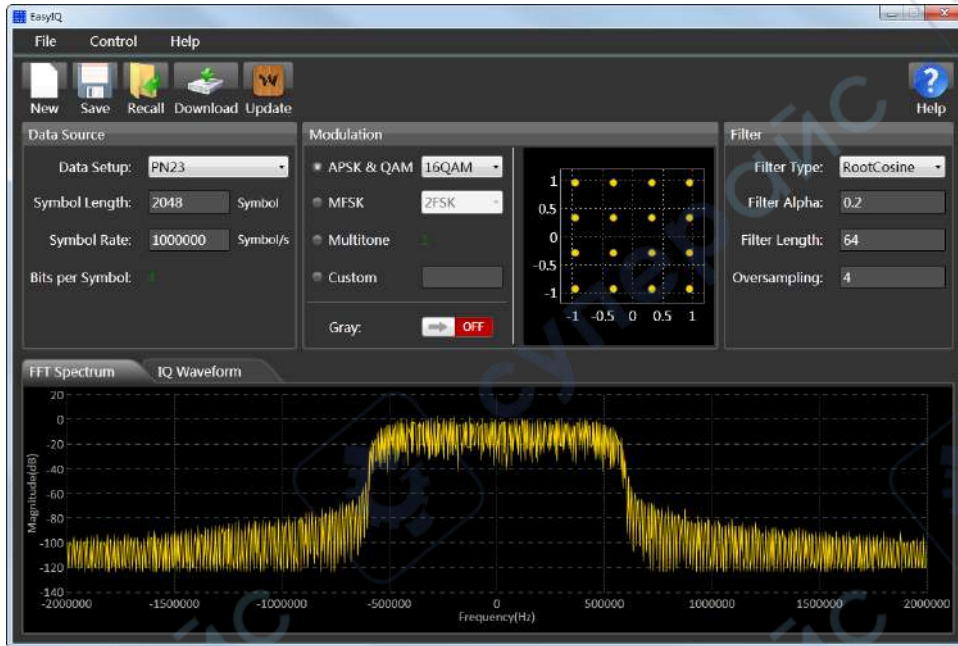 EasyIQ
File Control Help
New Save Recall Download Update Help
Data Source
Data Setup: PN23
Symbol Length: 2048 Symbol
Symbol Rate: 1000000 Symbol/s
Bits per Symbol: 4
Modulation
APSK & QAM 16QAM
MFSK 2FSK
Multitone 1
Custom
Gray: OFF
1
0.5
0
-0.5
-1
-1 -0.5 0 0.5 1
Filter
Filter Type: RootCosine
Filter Alpha: 0.2
Filter Length: 64
Oversampling: 4
FFT Spectrum IQ Waveform
Magnitude(dB)
20
0
-20
-40
-60
-80
-100
-120
-140
-2000000 -1500000 -1000000 -500000 0 500000 1000000 1500000 2000000
Frequency(Hz)
суперайс